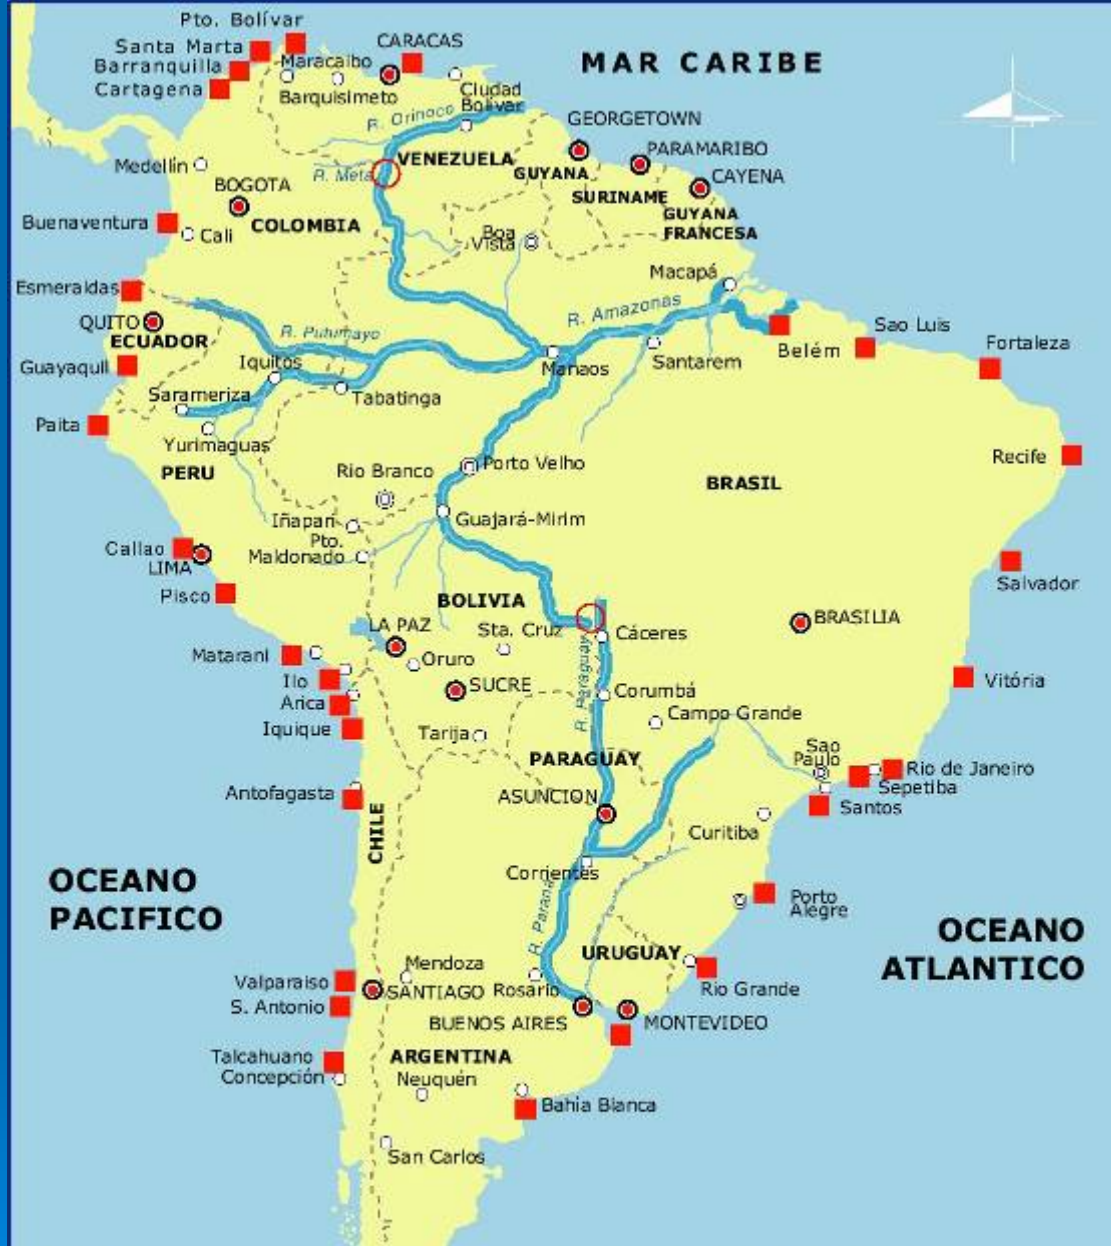 Pto. Bolívar
Santa Marta
Barranquilla
Cartagena
Maracaibo
Barquisimeto
CARACAS
Ciudad
Bolívar
MAR CARIBE
R. Orinoco
GEORGETOWN
PARAMARIBO
CAYENA
VENEZUELA
GUYANA
SURINAME
GUYANA
FRANCESA
R. Meta
Medellín
BOGOTA
COLOMBIA
Buenaventura
Cali
Boa
Vista
Macapá
Esmeraldas
QUITO
ECUADOR
R. Putumayo
R. Amazonas
Sao Luis
Belém
Fortaleza
Guayaquil
Iquitos
Manaos
Santarem
Sarameriza
Tabatinga
Paita
Yurimaguas
PERU
Rio Branco
Porto Velho
BRASIL
Recife
Iñapari
Guajará-Mirim
Pto.
Maldonado
Callao
LIMA
Pisco
Salvador
BOLIVIA
LA PAZ
Sta. Cruz
Cáceres
BRASILIA
Matarani
Oruro
SUCRE
R. Paraguay
Corumbá
Vitória
Ilo
Arica
Iquique
Tarija
Campo Grande
PARAGUAY
Sao
Paulo
Rio de Janeiro
Sepetiba
Santos
ASUNCION
Antofagasta
CHILE
Curitiba
Corrientes
OCEANO
PACIFICO
R. Paraná
Porto
Alegre
OCEANO
ATLANTICO
URUGUAY
Mendoza
Valparaiso
SANTIAGO
Rosario
Rio Grande
S. Antonio
BUENOS AIRES
MONTEVIDEO
Talcahuano
Concepción
ARGENTINA
Neuquén
Bahia Blanca
San Carlos